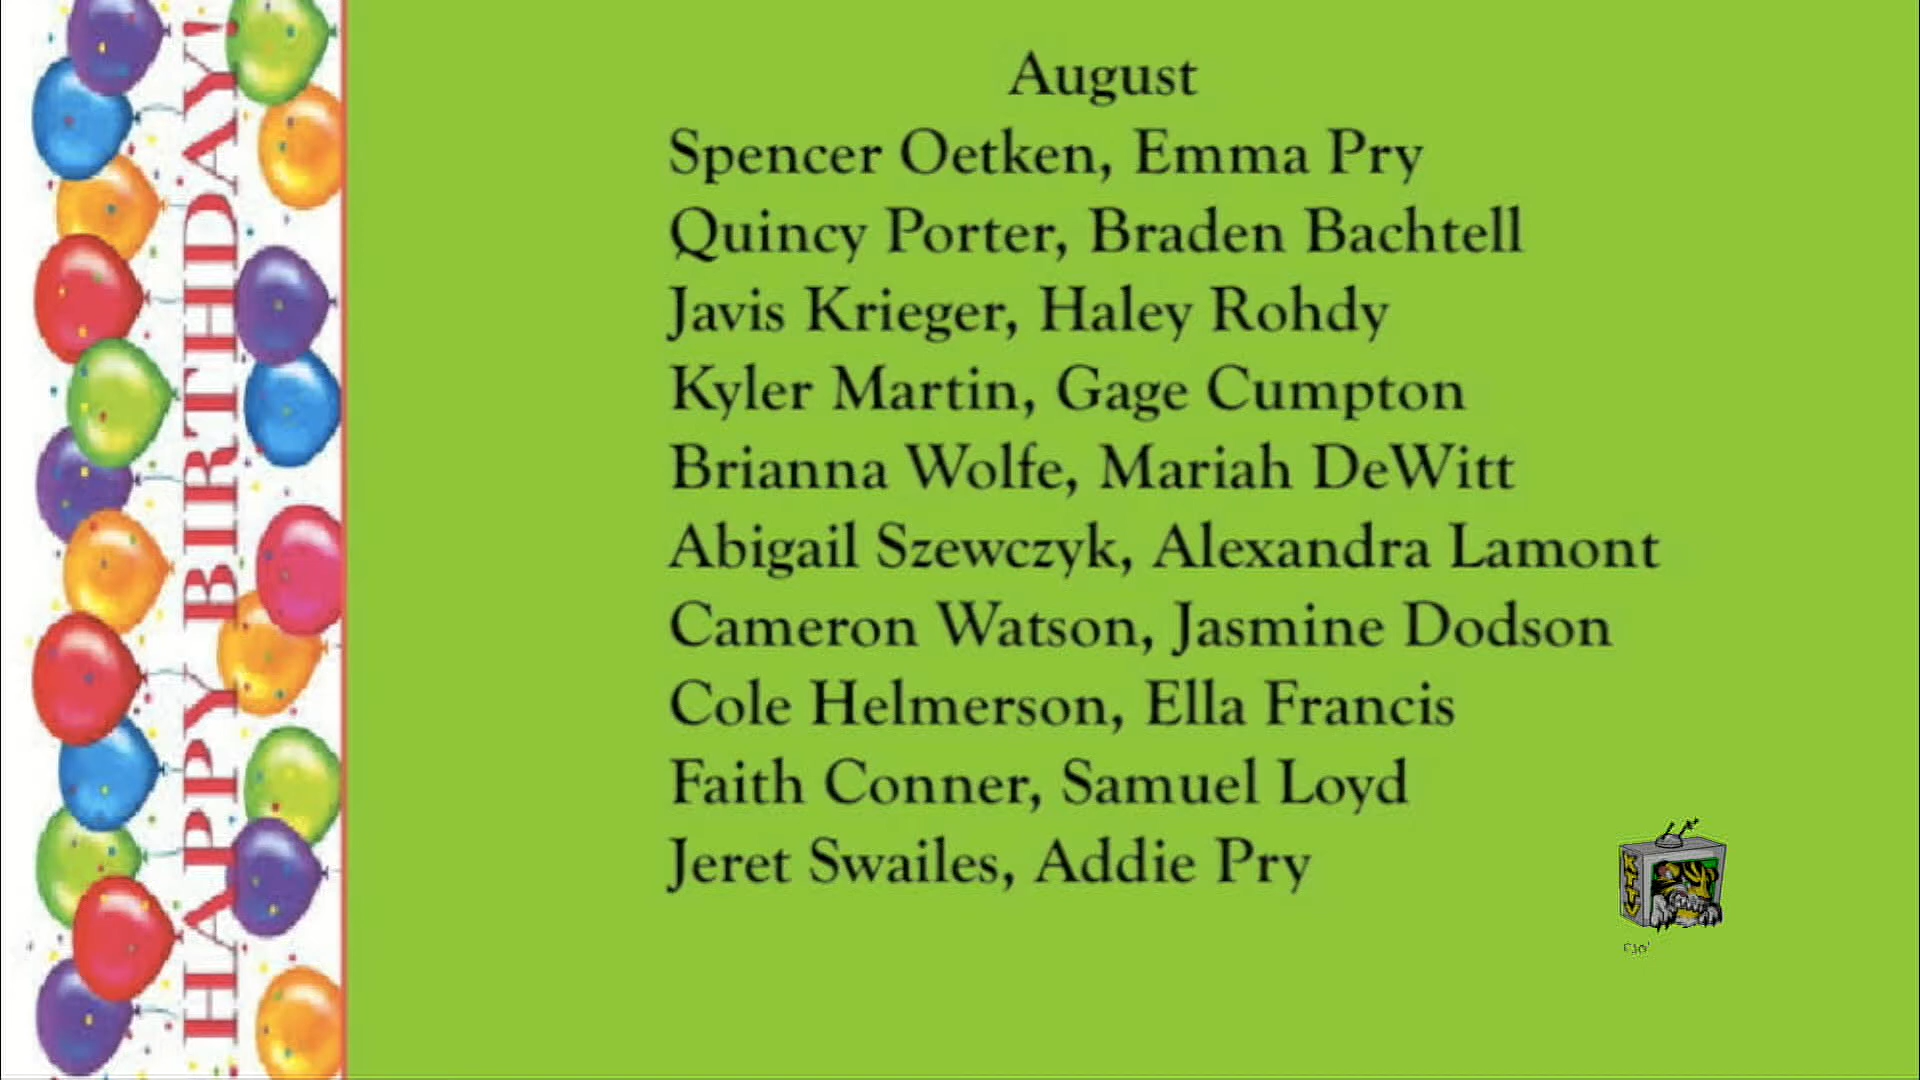 HAPPY BIRTHDAY!
August
Spencer Oetken, Emma Pry
Quincy Porter, Braden Bachtell
Javis Krieger, Haley Rohdy
Kyler Martin, Gage Cumpton
Brianna Wolfe, Mariah DeWitt
Abigail Szewczyk, Alexandra Lamont
Cameron Watson, Jasmine Dodson
Cole Helmerson, Ella Francis
Faith Conner, Samuel Loyd
Jeret Swailes, Addie Pry
KTTV